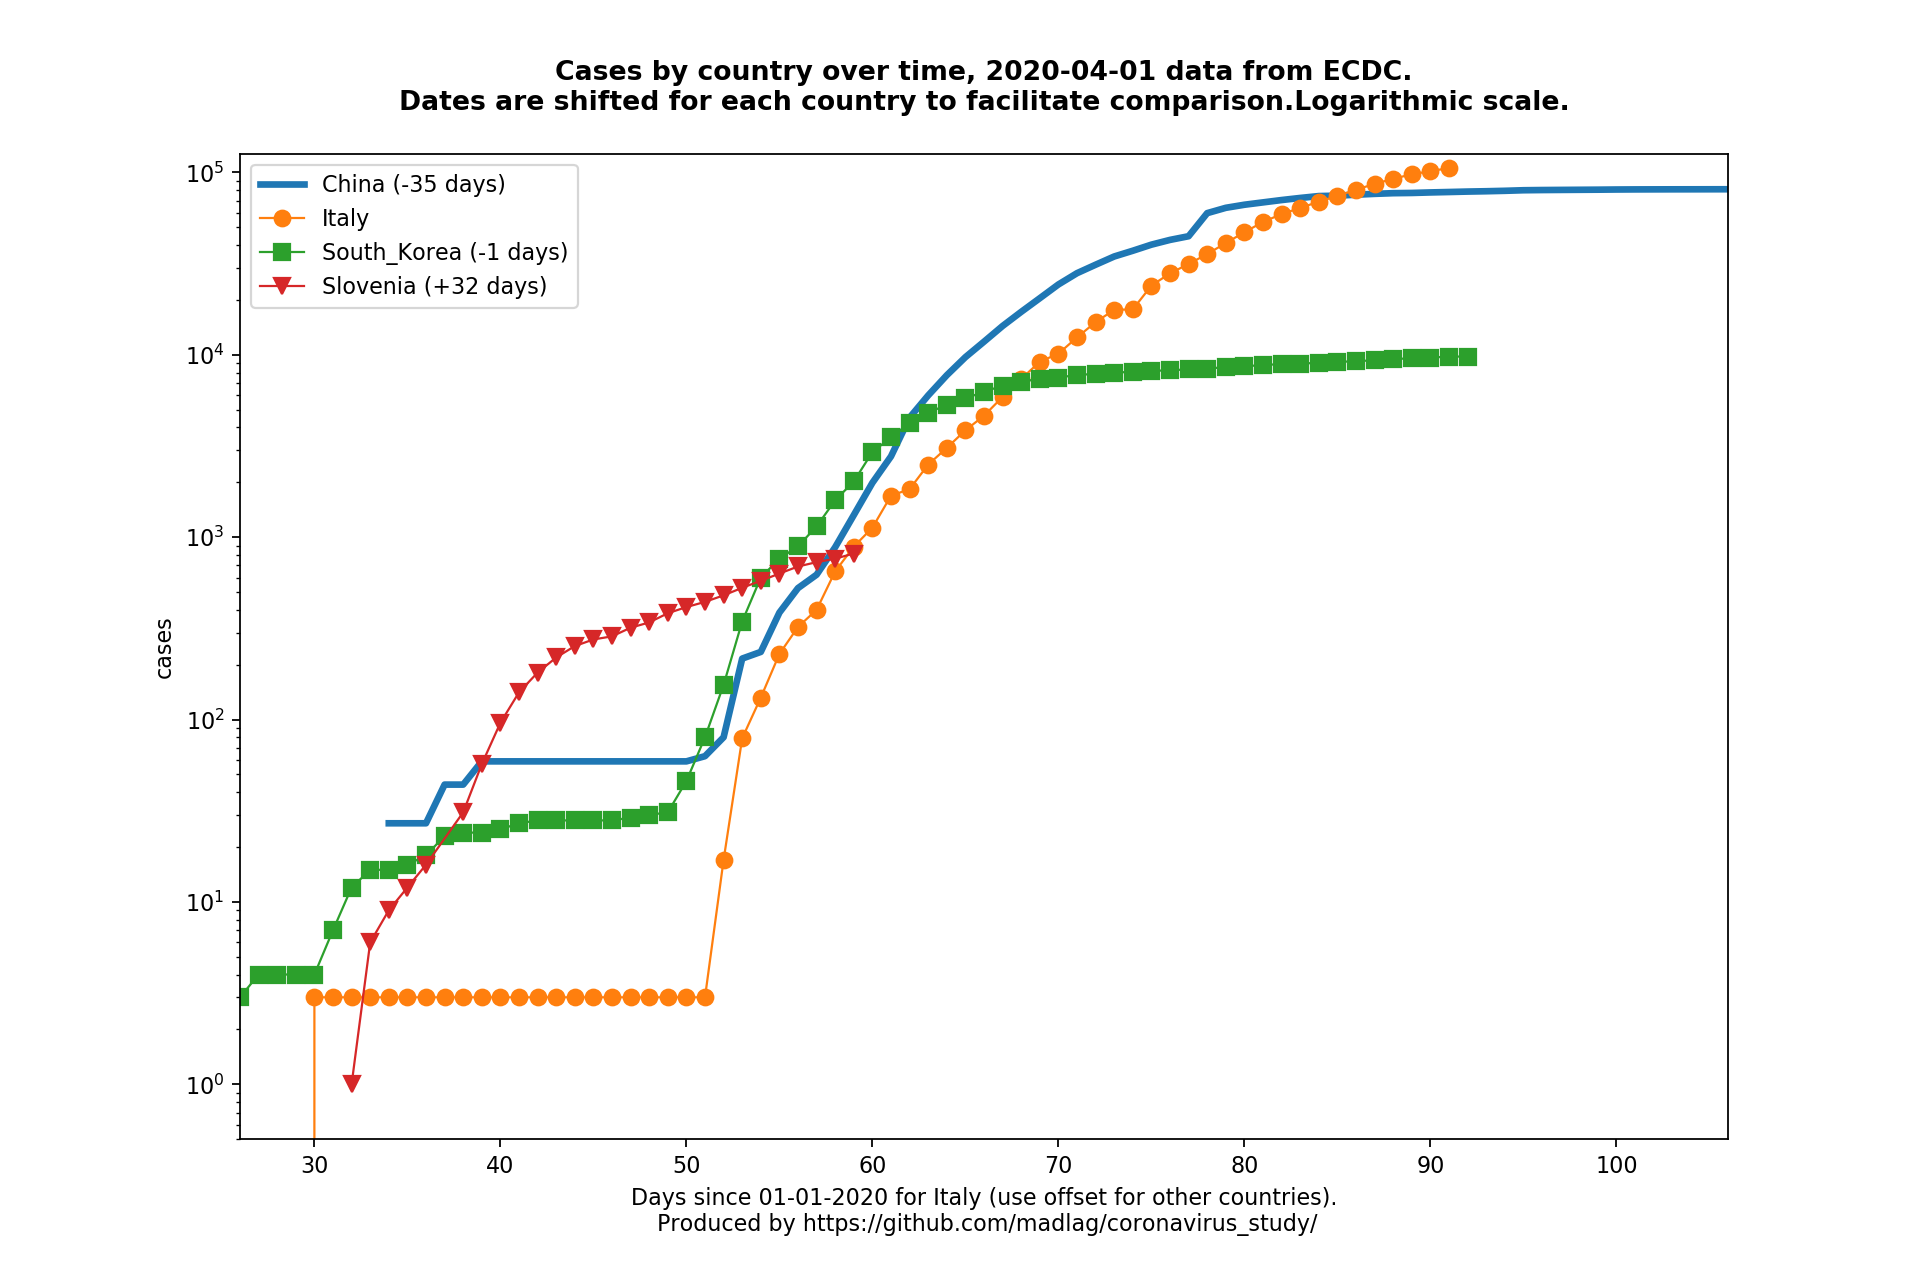 Cases by country over time, 2020-04-01 data from ECDC.
Dates are shifted for each country to facilitate comparison.Logarithmic scale.
10^5
10^4
10^3
10^2
10^1
10^0
cases
China (-35 days)
Italy
South_Korea (-1 days)
Slovenia (+32 days)
30 40 50 60 70 80 90 100
Days since 01-01-2020 for Italy (use offset for other countries).
Produced by https://github.com/madlag/coronavirus_study/